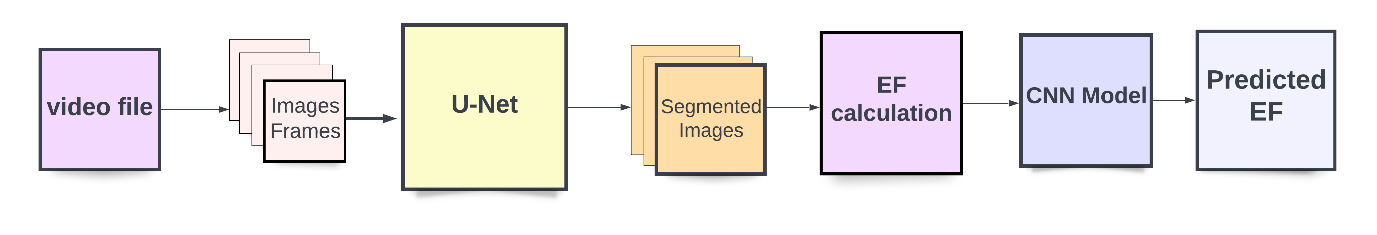 video file
Images
Frames
U-Net
Segmented
Images
EF
calculation
CNN Model
Predicted
EF